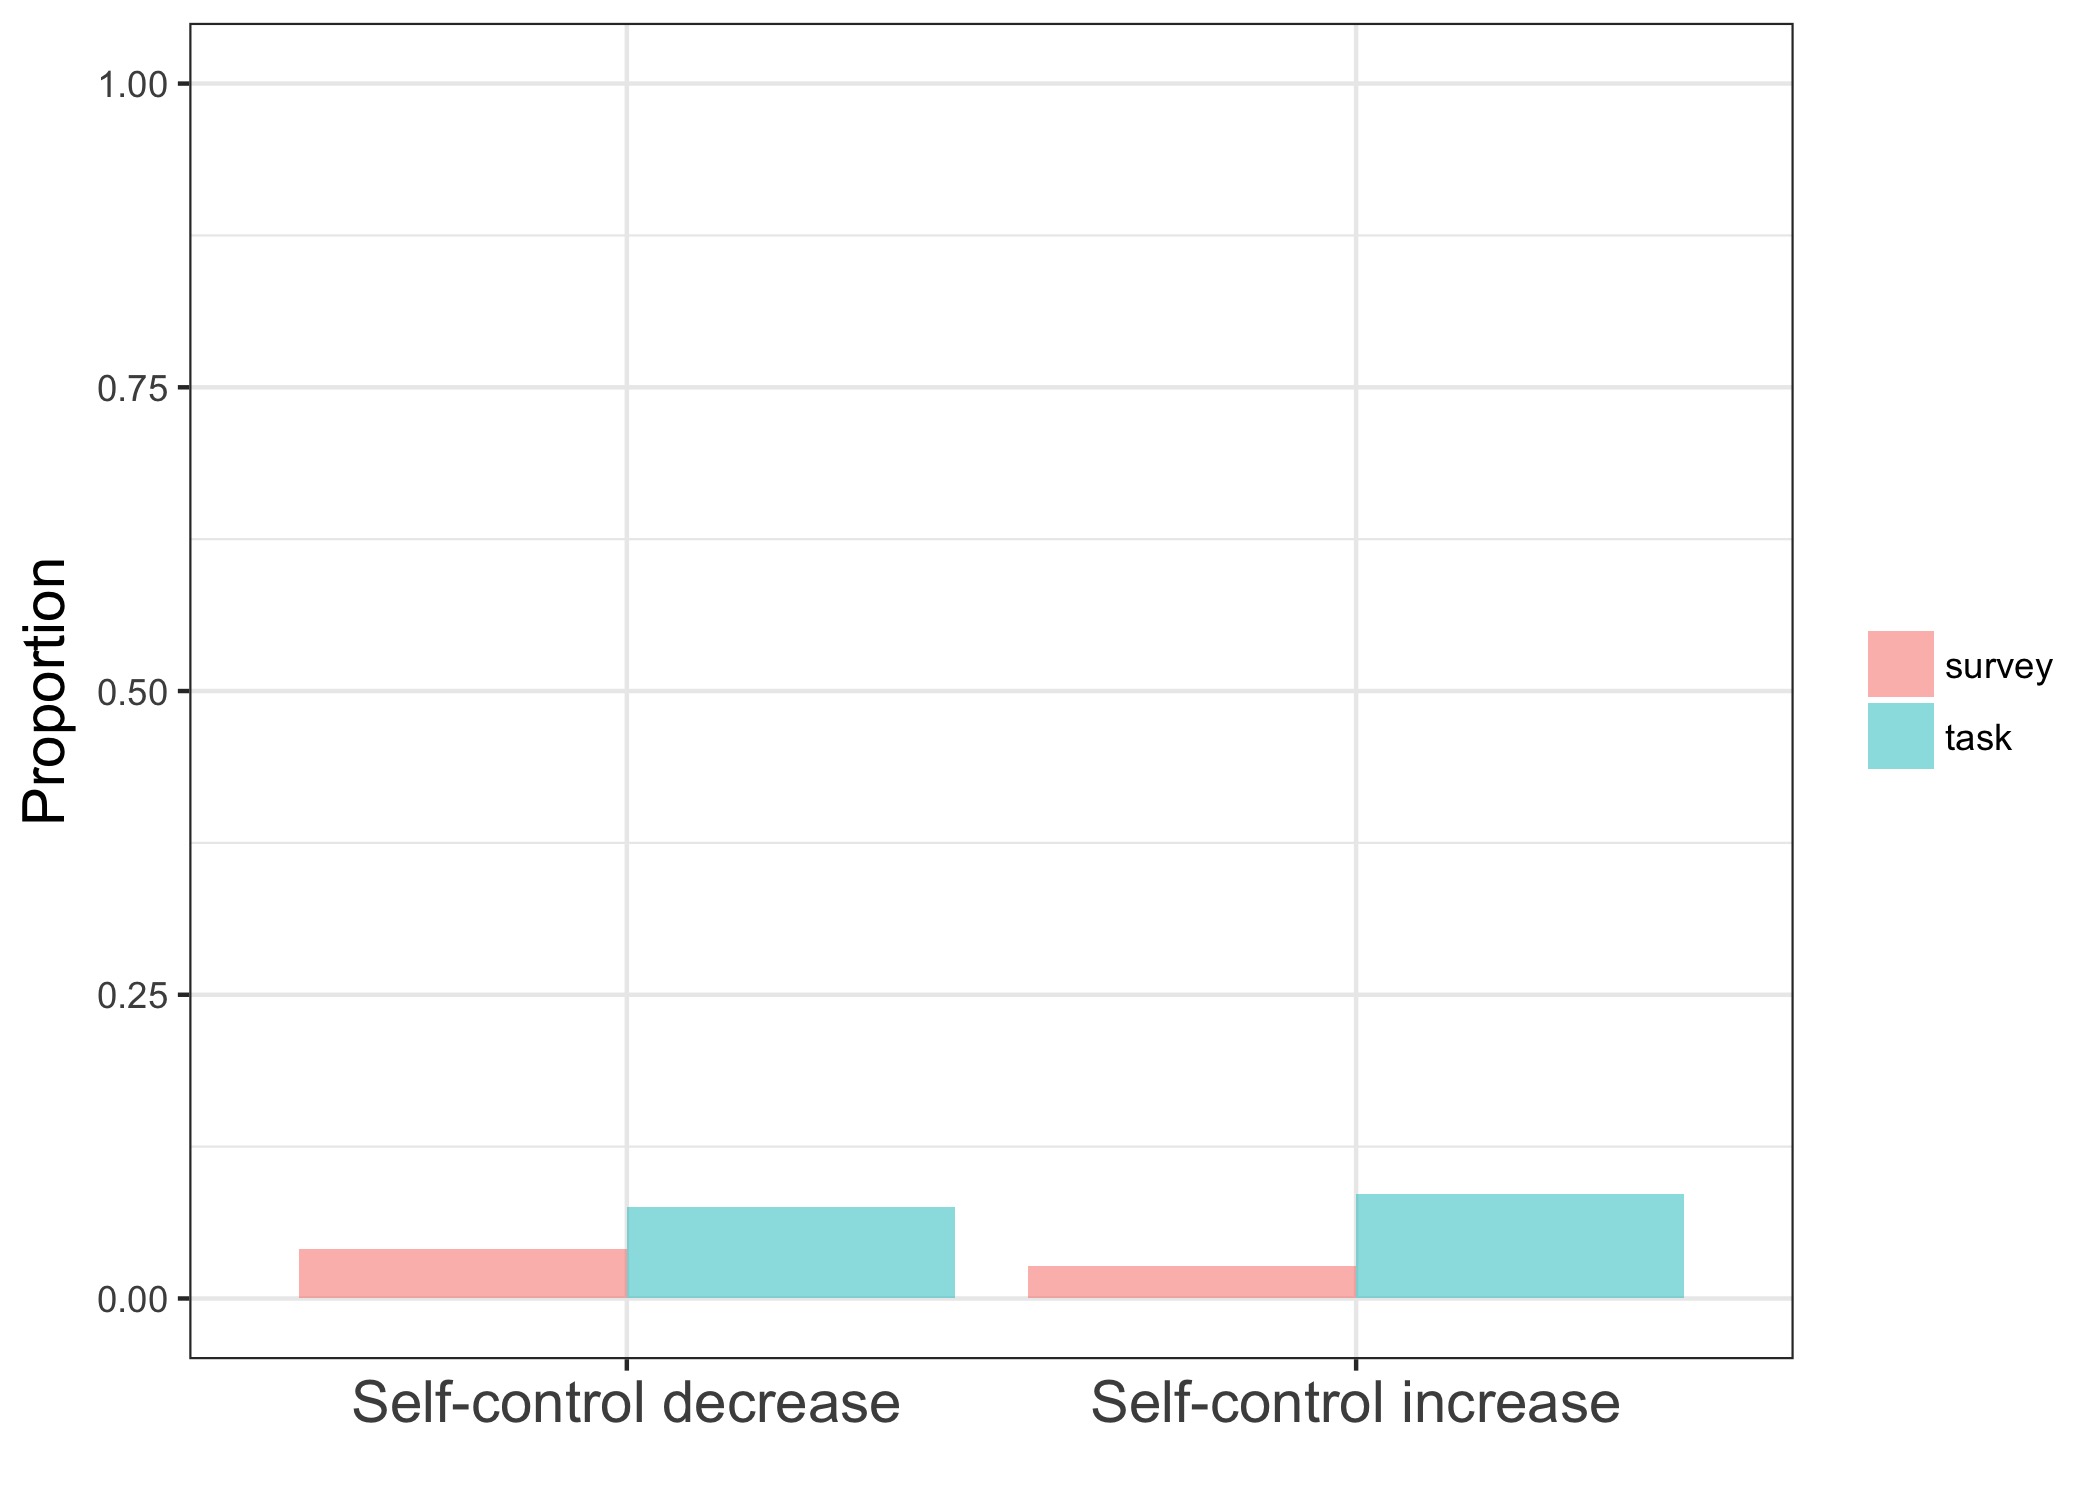 Proportion
1.00
0.75
0.50
0.25
0.00
Self-control decrease
Self-control increase
survey
task